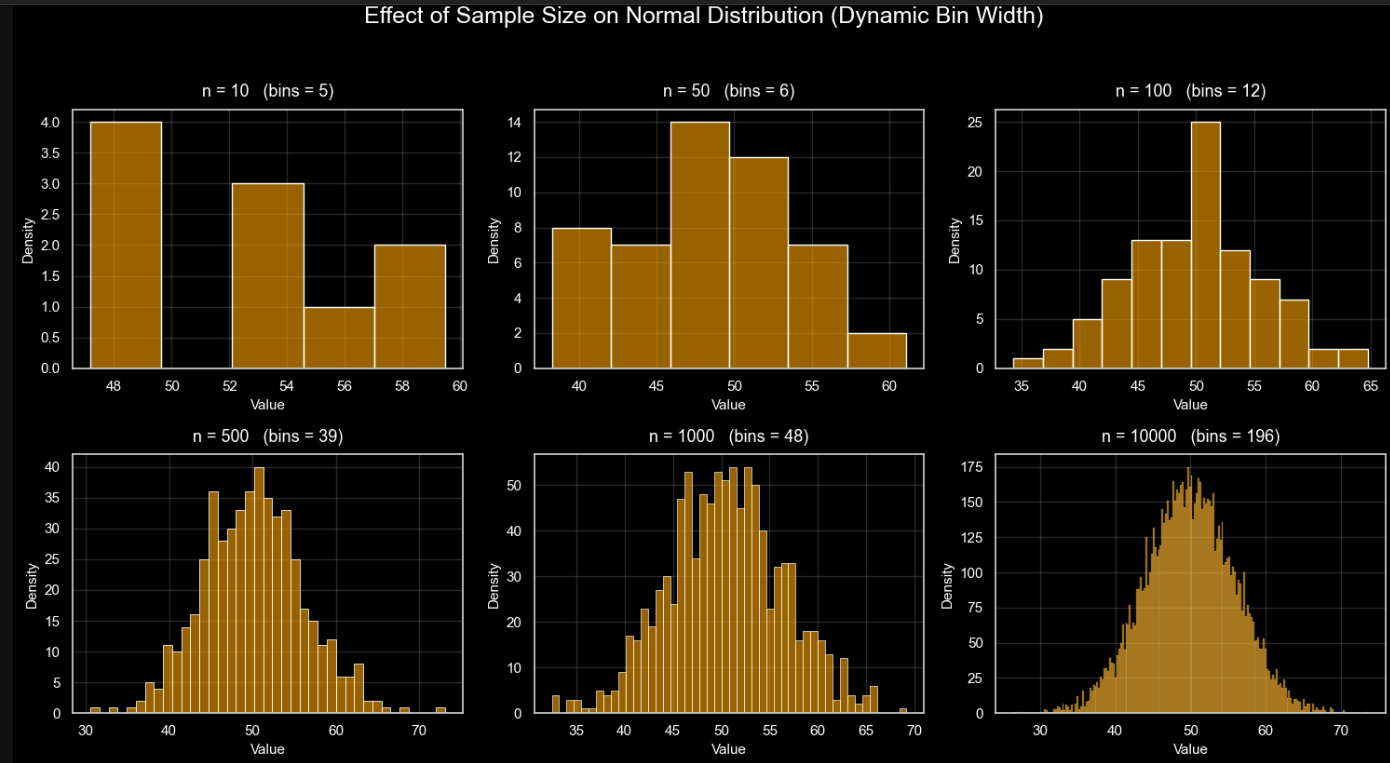 Effect of Sample Size on Normal Distribution (Dynamic Bin Width)
n = 10 (bins = 5)
4.0
3.5
3.0
2.5
2.0
1.5
1.0
0.5
0.0
Density
48 50 52 54 56 58 60
Value
n = 50 (bins = 6)
14
12
10
8
6
4
2
0
Density
40 45 50 55 60
Value
n = 100 (bins = 12)
25
20
15
10
5
0
Density
35 40 45 50 55 60 65
Value
n = 500 (bins = 39)
40
35
30
25
20
15
10
5
0
Density
30 40 50 60 70
Value
n = 1000 (bins = 48)
50
40
30
20
10
0
Density
35 40 45 50 55 60 65 70
Value
n = 10000 (bins = 196)
175
150
125
100
75
50
25
0
Density
30 40 50 60 70
Value